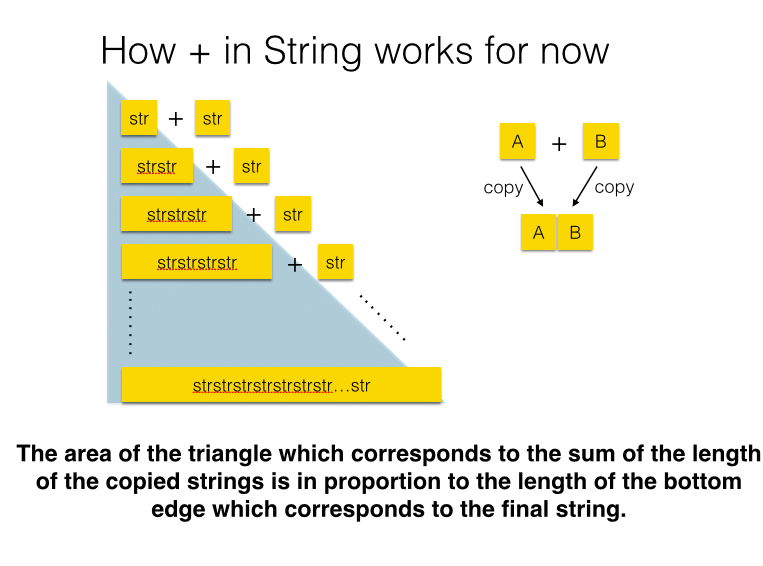 How + in String works for now
str + str
strstr + str
strstrstr + str
strstrstrstr + str
strstrstrstrstrstrstr...str
A + B
copy copy
A B
The area of the triangle which corresponds to the sum of the length
of the copied strings is in proportion to the length of the bottom
edge which corresponds to the final string.